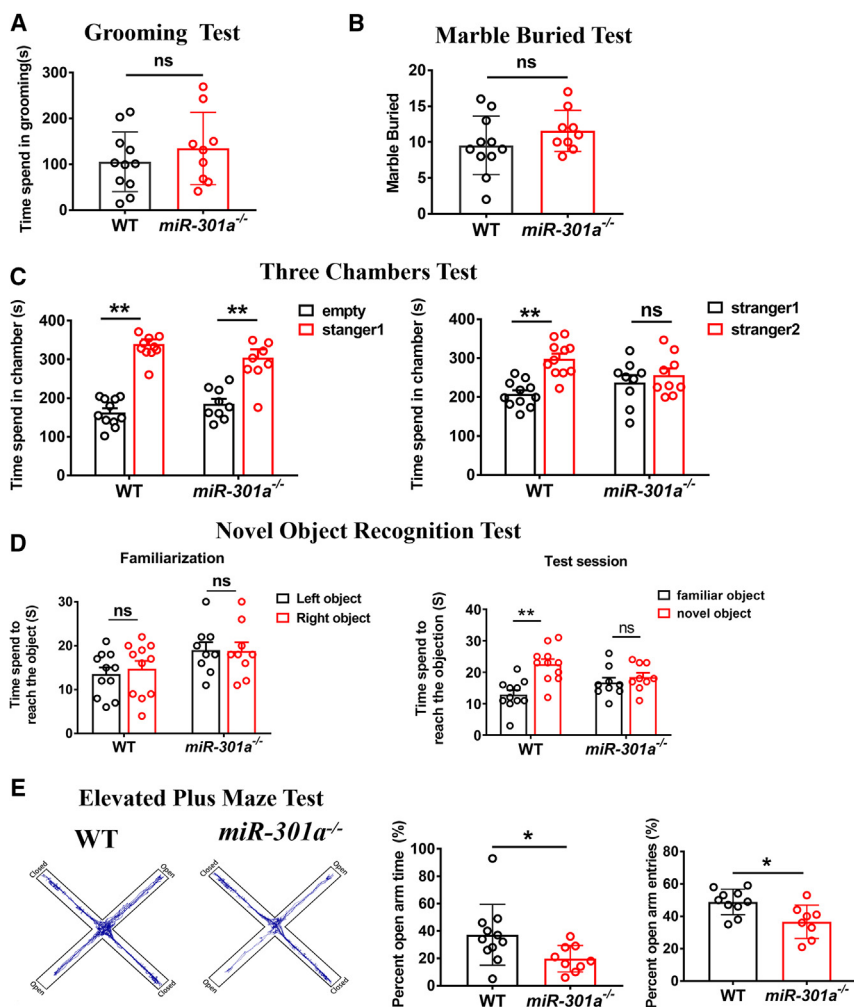 A
Grooming Test
Time spend in grooming(s)
300
200
100
0
ns
WT
miR-301a-/-
B
Marble Buried Test
Marble Buried
20
15
10
5
0
ns
WT
miR-301a-/-
C
Three Chambers Test
Time spend in chamber (s)
400
300
200
100
0
**
**
empty
stanger1
WT
miR-301a-/-
Time spend in chamber (s)
400
300
200
100
0
**
ns
stranger1
stranger2
WT
miR-301a-/-
D
Novel Object Recognition Test
Familiarization
Time spend to
reach the object (S)
30
20
10
0
ns
ns
Left object
Right object
WT
miR-301a-/-
Test session
Time spend to
reach the objection (S)
40
30
20
10
0
**
ns
familiar object
novel object
WT
miR-301a-/-
E
Elevated Plus Maze Test
WT
Closed
Open
Open
Closed
miR-301a-/-
Closed
Open
Open
Closed
Percent open arm time (%)
100
80
60
40
20
0
*
WT
miR-301a-/-
Percent open arm entries (%)
80
60
40
20
0
*
WT
miR-301a-/-